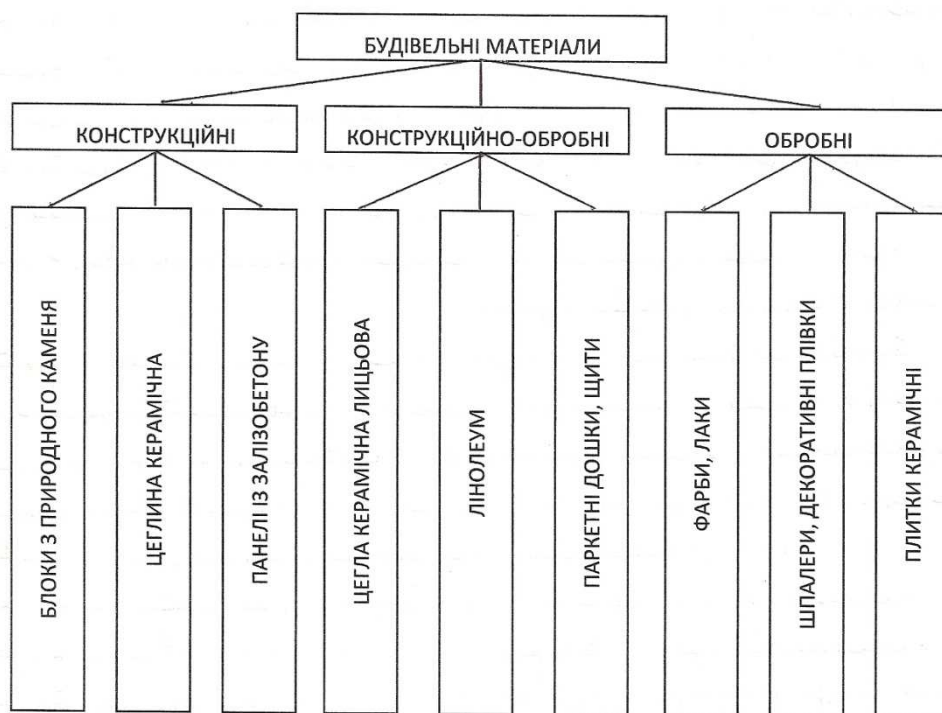 БУДІВЕЛЬНІ МАТЕРІАЛИ
КОНСТРУКЦІЙНІ
КОНСТРУКЦІЙНО-ОБРОБНІ
ОБРОБНІ
БЛОКИ З ПРИРОДНОГО КАМЕНЯ
ЦЕГЛИНА КЕРАМІЧНА
ПАНЕЛІ ІЗ ЗАЛІЗОБЕТОНУ
ЦЕГЛА КЕРАМІЧНА ЛИЦЬОВА
ЛІНОЛЕУМ
ПАРКЕТНІ ДОШКИ, ЩИТИ
ФАРБИ, ЛАКИ
ШПАЛЕРИ, ДЕКОРАТИВНІ ПЛІВКИ
ПЛИТКИ КЕРАМІЧНІ